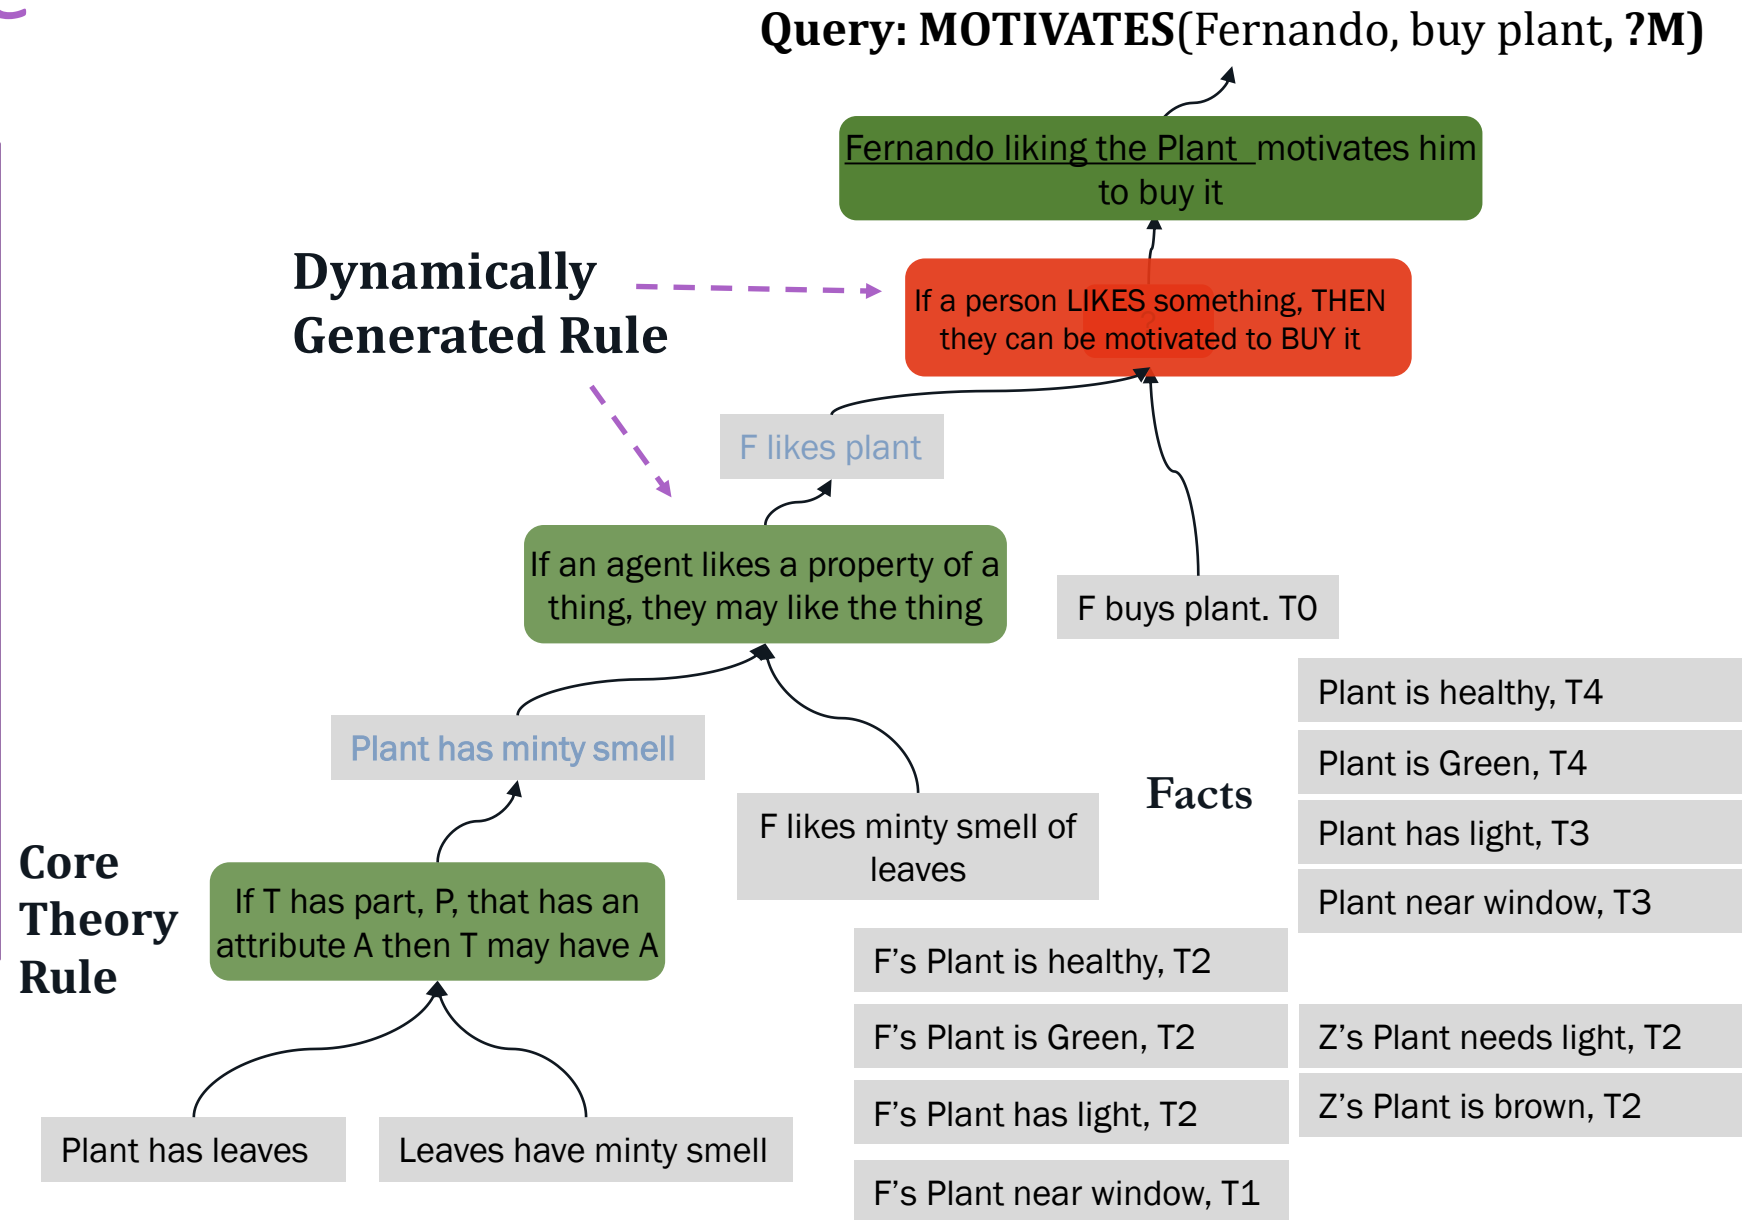 Query: MOTIVATES(Fernando, buy plant, ?M)
Fernando liking the Plant motivates him
to buy it
Dynamically
Generated Rule
If a person LIKES something, THEN
they can be motivated to BUY it
F likes plant
If an agent likes a property of a
thing, they may like the thing
F buys plant. T0
Plant has minty smell
F likes minty smell of
leaves
Core
Theory
Rule
If T has part, P, that has an
attribute A then T may have A
Plant has leaves
Leaves have minty smell
Facts
Plant is healthy, T4
Plant is Green, T4
Plant has light, T3
Plant near window, T3
F's Plant is healthy, T2
F's Plant is Green, T2
F's Plant has light, T2
F's Plant near window, T1
Z's Plant needs light, T2
Z's Plant is brown, T2